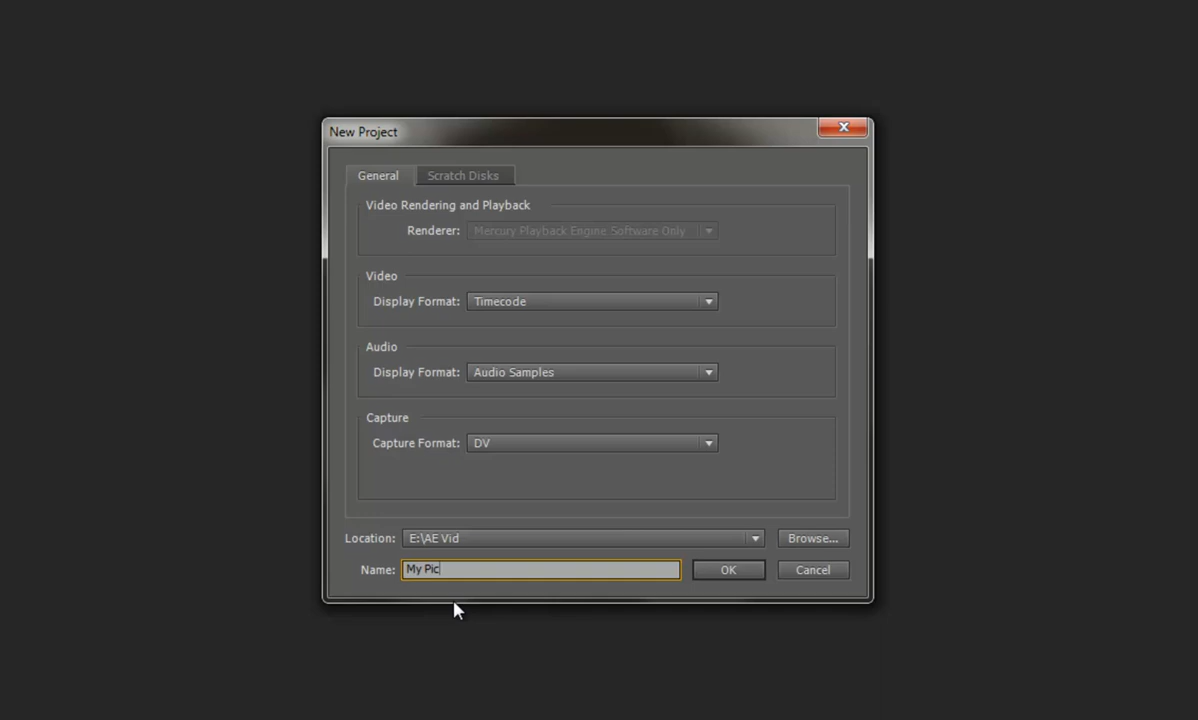 New Project
General
Scratch Disks
Video Rendering and Playback
Renderer: Mercury Playback Engine Software Only
Video
Display Format: Timecode
Audio
Display Format: Audio Samples
Capture
Capture Format: DV
Location: E:\AE Vid Browse...
Name: My Pic OK Cancel